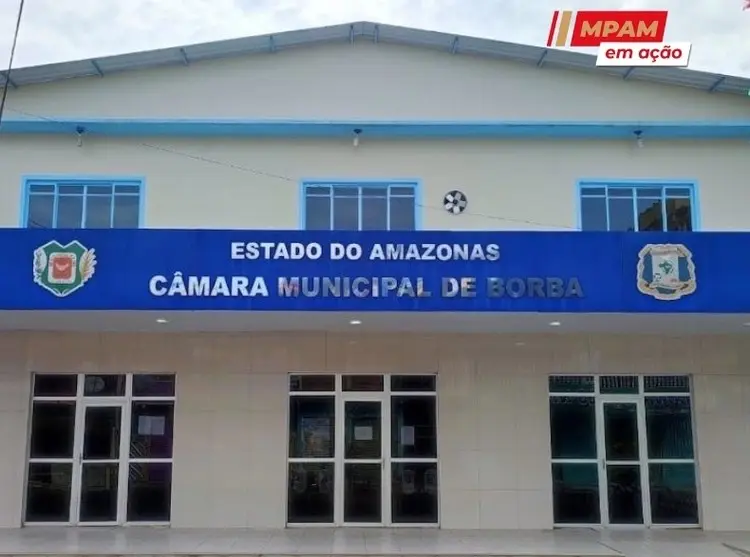 MPAM
em ação
ESTADO DO AMAZONAS
CÂMARA MUNICIPAL DE BORBA